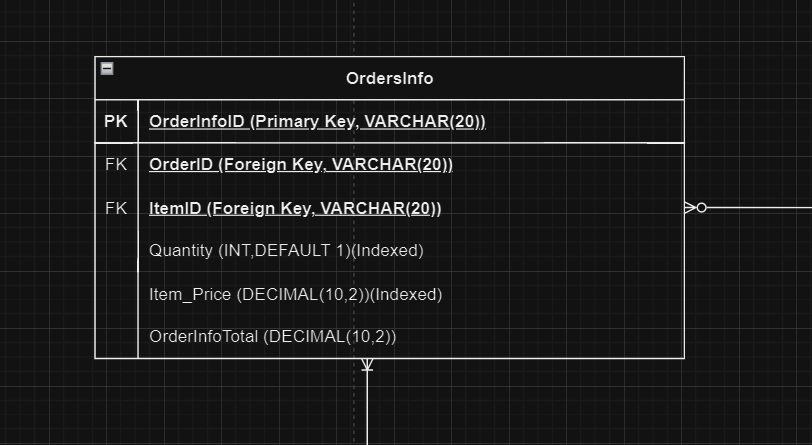 OrdersInfo
PK OrderInfoID (Primary Key, VARCHAR(20))
FK OrderID (Foreign Key, VARCHAR(20))
FK ItemID (Foreign Key, VARCHAR(20))
Quantity (INT,DEFAULT 1)(Indexed)
Item_Price (DECIMAL(10,2))(Indexed)
OrderInfoTotal (DECIMAL(10,2))